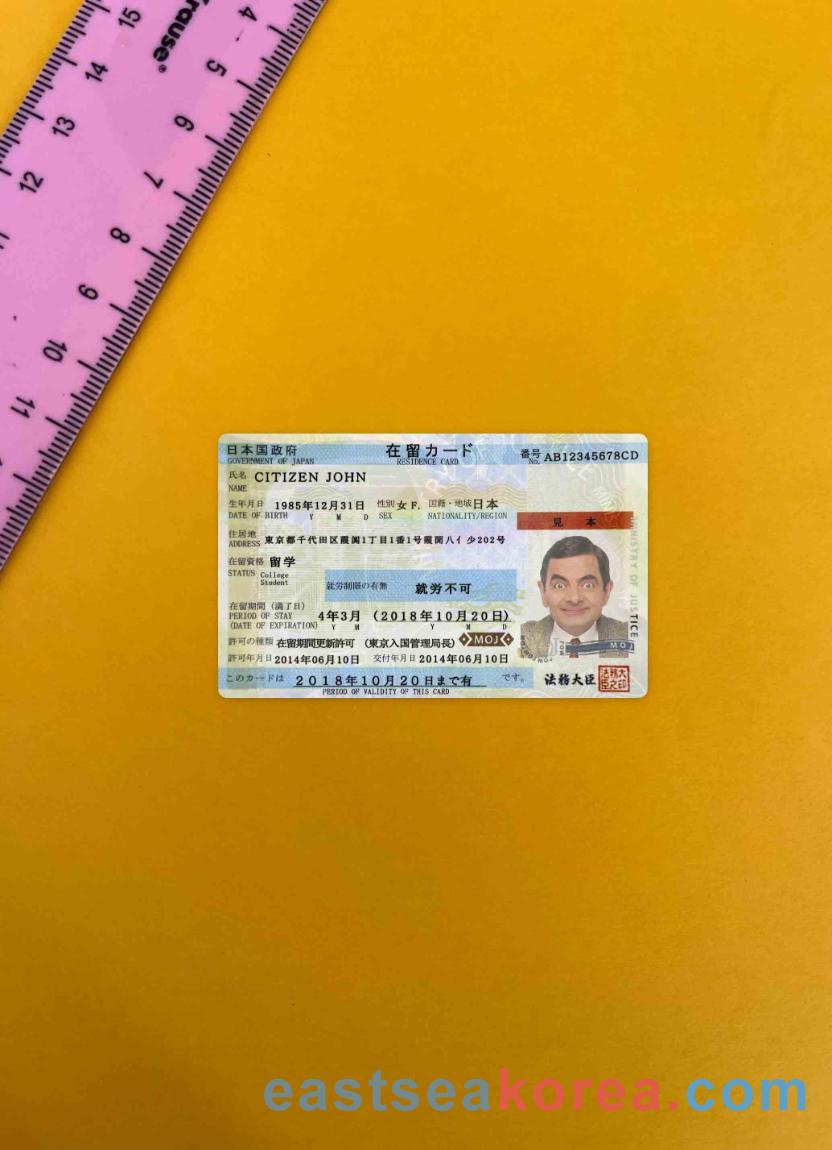 15
14
13
12
11
10
9
8
7
6
5
4
rause®
日本国政府 在留カード 番号 AB12345678CD
GOVERNMENT OF JAPAN RESIDENCE CARD No.
氏名 CITIZEN JOHN
NAME
生年月日 1985年12月31日 性別 女 F. 国籍・地域 日本
DATE OF BIRTH Y M D SEX NATIONALITY/REGION
見 本
住居地
ADDRESS 東京都千代田区霞関1丁目1番1号霞関八イ少202号
在留資格 留学
STATUS College
Student
就労制限の有無 就労不可
在留期間(満了日)
PERIOD OF STAY 4年3月 (2018年10月20日)
(DATE OF EXPIRATION) Y M Y M D
許可の種類 在留期間更新許可 (東京入国管理局長) MOJ
許可年月日 2014年06月10日 交付年月日 2014年06月10日
このカードは 2018年10月20日まで有 です。
PERIOD OF VALIDITY OF THIS CARD
MINISTRY OF JUSTICE
MOJ
法務大臣
eastseakorea.com